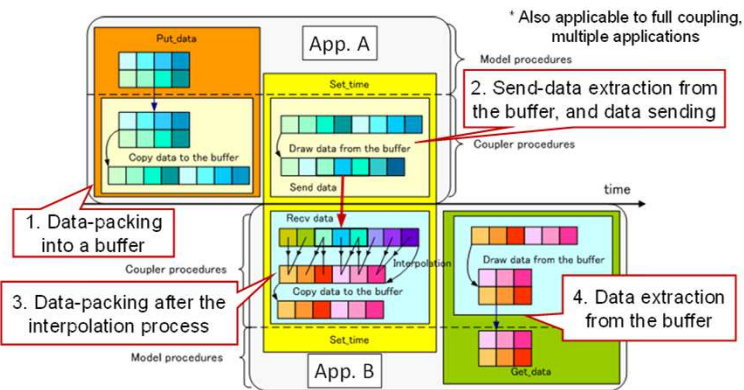 * Also applicable to full coupling,
multiple applications
Put_data
App. A
Model procedures
Set_time
2. Send-data extraction from
the buffer, and data sending
Copy data to the buffer
Draw data from the buffer
Coupler procedures
Send data
time
1. Data-packing
into a buffer
Recv data
Interpolation
Draw data from the buffer
Coupler procedures
Copy data to the buffer
3. Data-packing after the
interpolation process
4. Data extraction
from the buffer
Set_time
Model procedures
App. B
Get_data